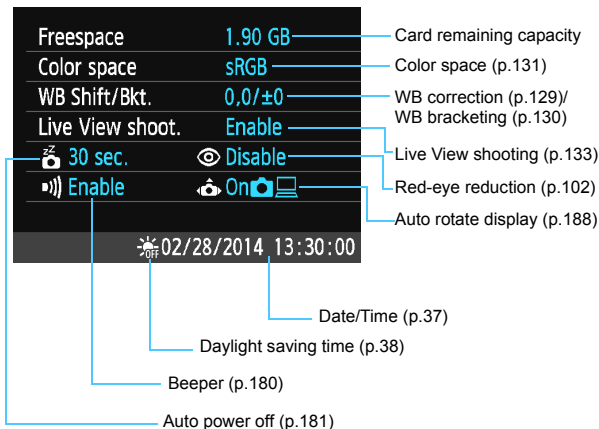 Freespace 1.90 GB Card remaining capacity
Color space sRGB Color space (p.131)
WB Shift/Bkt. 0,0/±0 WB correction (p.129)/
WB bracketing (p.130)
Live View shoot. Enable Live View shooting (p.133)
30 sec. Disable Red-eye reduction (p.102)
Enable On Auto rotate display (p.188)
OFF 02/28/2014 13:30:00
Date/Time (p.37)
Daylight saving time (p.38)
Beeper (p.180)
Auto power off (p.181)